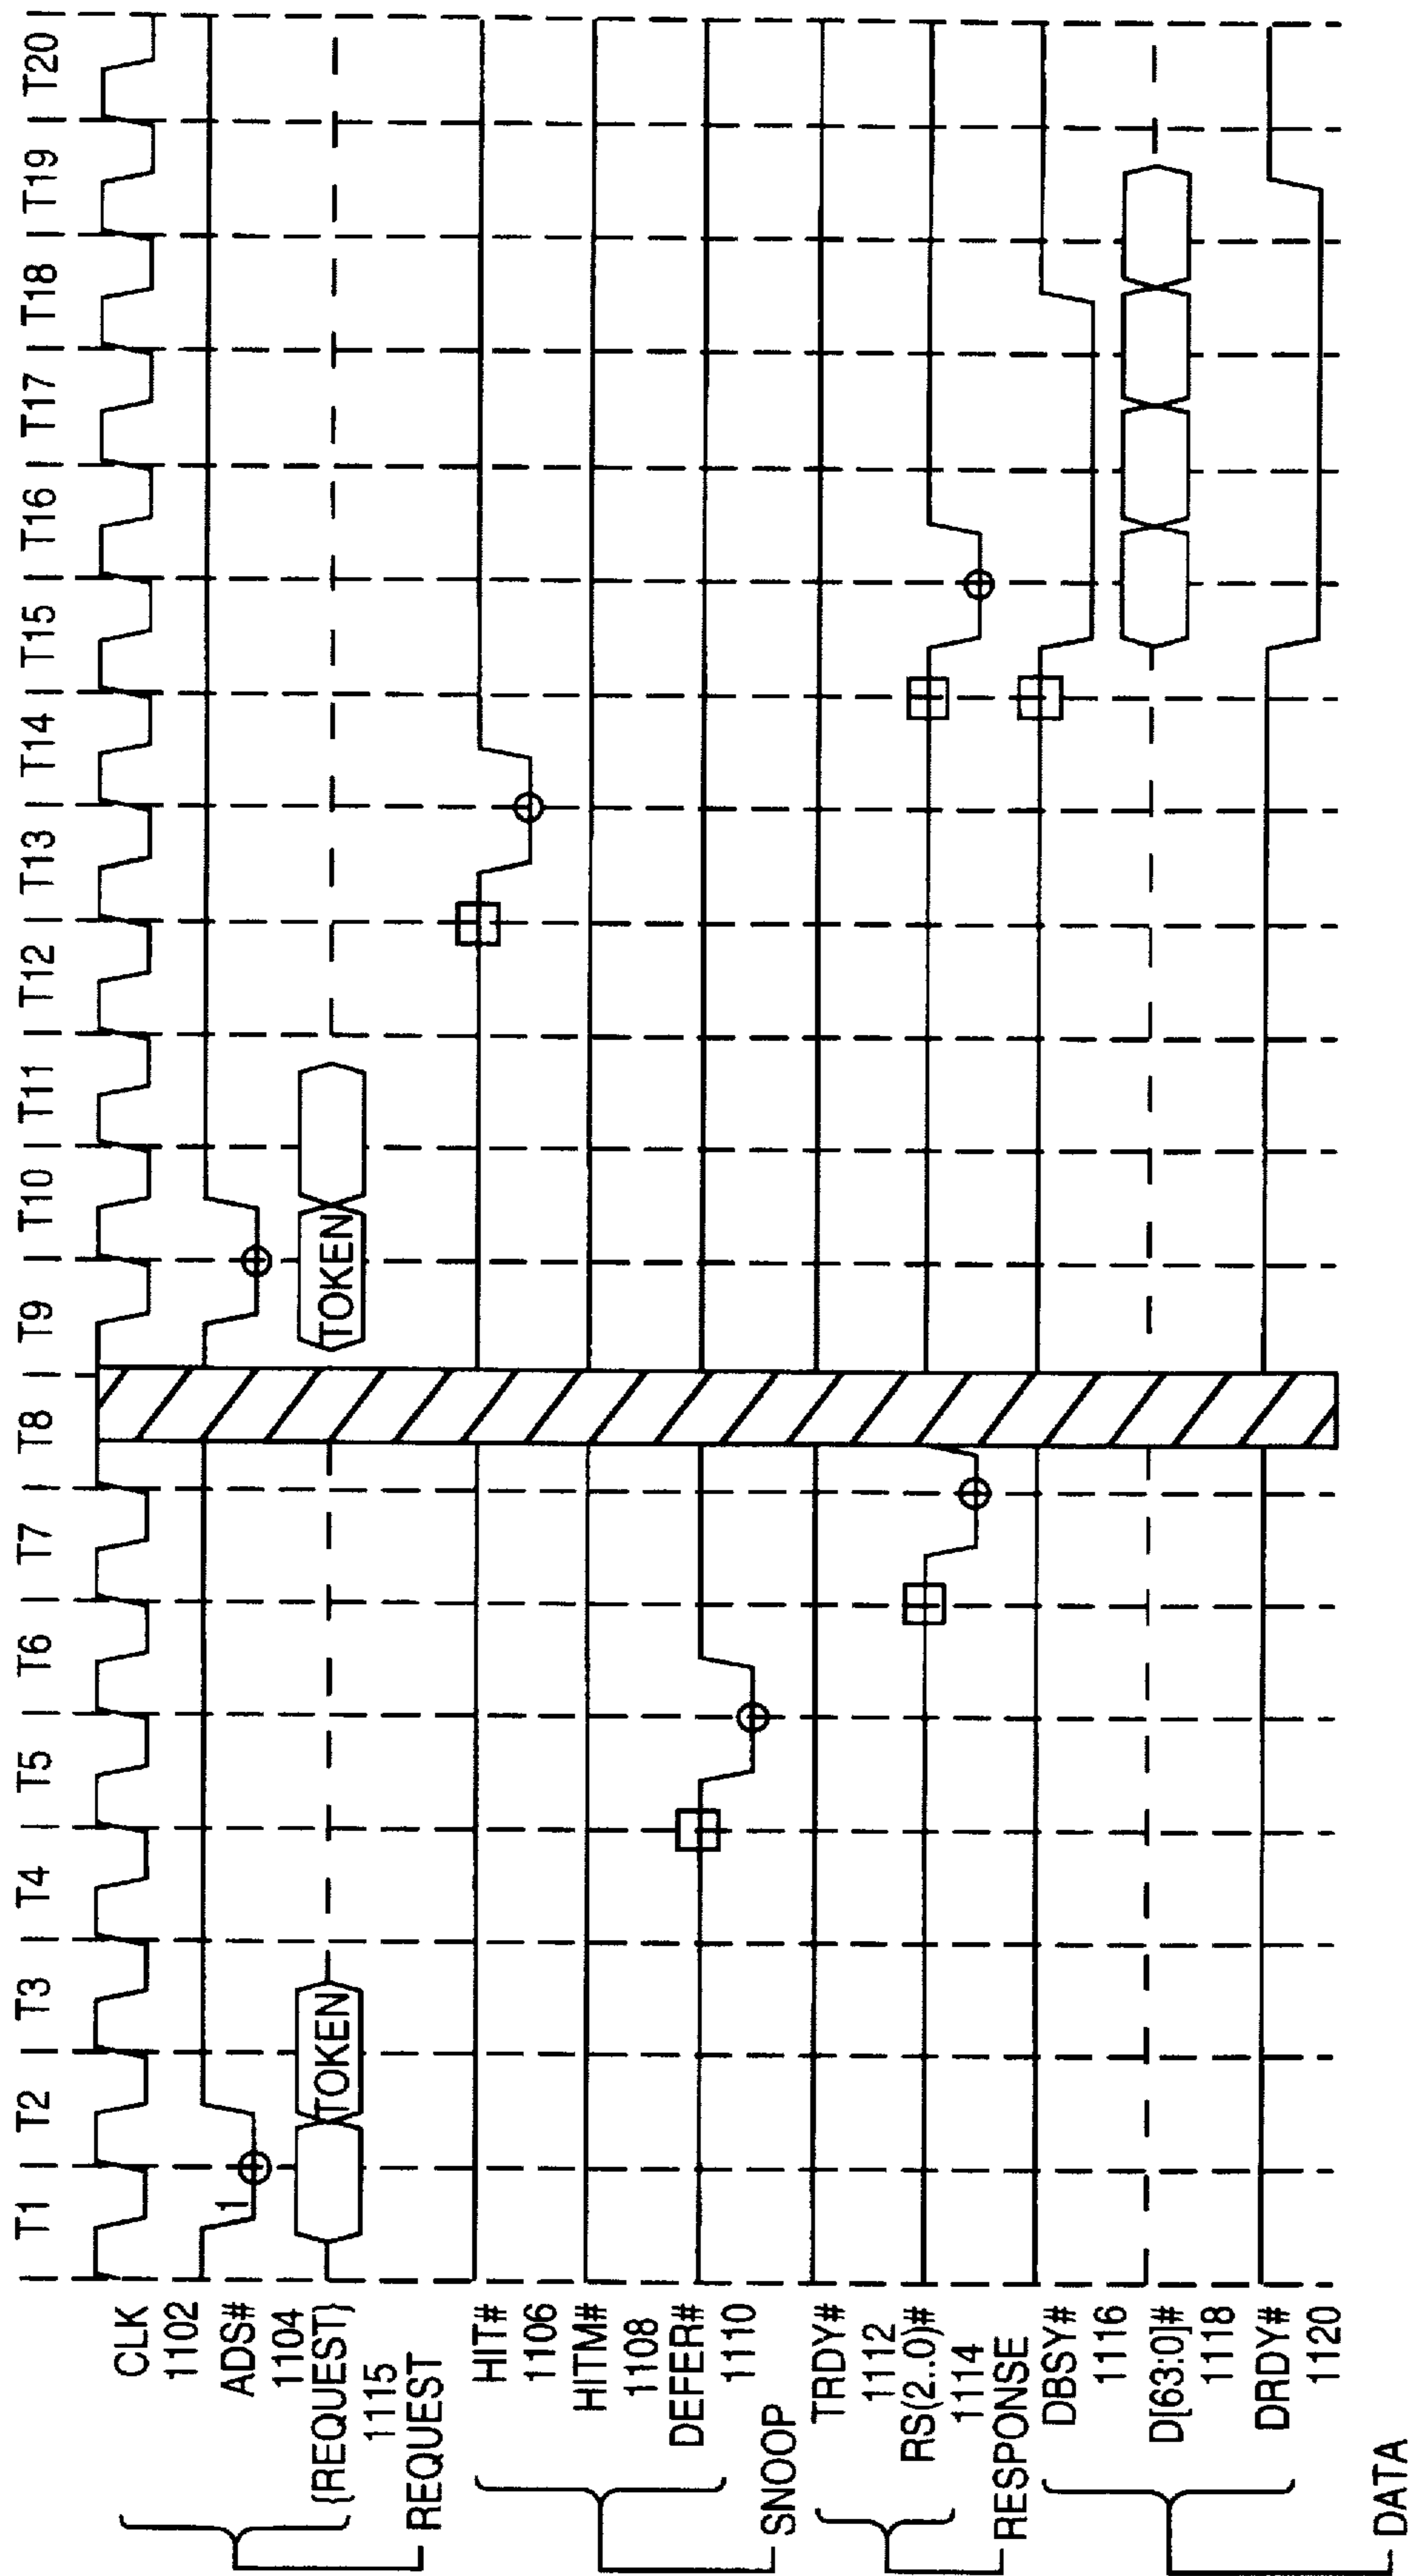 T1 T2 T3 T4 T5 T6 T7 T8 T9 T10 T11 T12 T13 T14 T15 T16 T17 T18 T19 T20
CLK
1102
ADS#
1104
1
{REQUEST}
1115
TOKEN
TOKEN
REQUEST
HIT#
1106
HITM#
1108
DEFER#
1110
SNOOP
TRDY#
1112
RS(2..0)#
1114
RESPONSE
DBSY#
1116
D[63:0]#
1118
DRDY#
1120
DATA